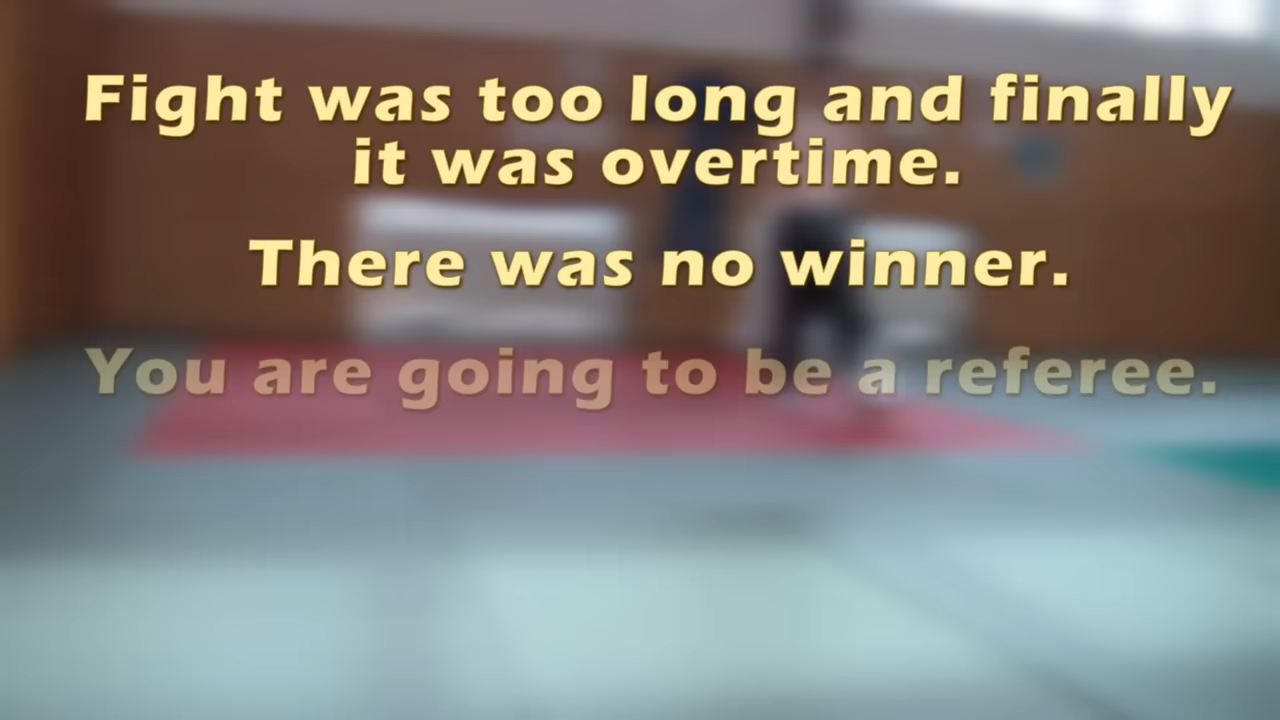 Fight was too long and finally
it was overtime.
There was no winner.
You are going to be a referee.